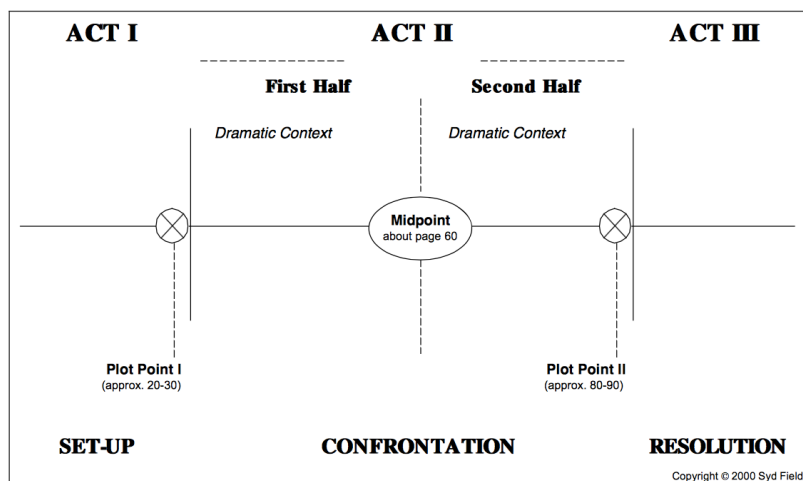 ACT I
ACT II
ACT III
First Half
Second Half
Dramatic Context
Dramatic Context
Midpoint
about page 60
Plot Point I
(approx. 20-30)
Plot Point II
(approx. 80-90)
SET-UP
CONFRONTATION
RESOLUTION
Copyright © 2000 Syd Field